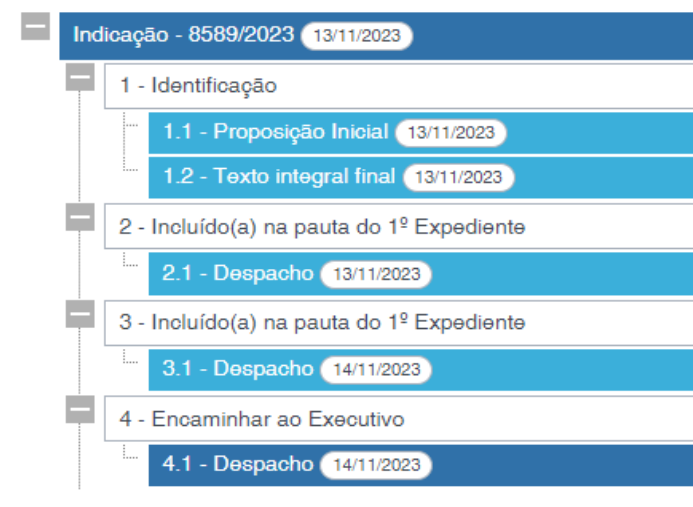 Indicação - 8589/2023 13/11/2023
1 - Identificação
1.1 - Proposição Inicial 13/11/2023
1.2 - Texto integral final 13/11/2023
2 - Incluído(a) na pauta do 1º Expediente
2.1 - Despacho 13/11/2023
3 - Incluído(a) na pauta do 1º Expediente
3.1 - Despacho 14/11/2023
4 - Encaminhar ao Executivo
4.1 - Despacho 14/11/2023